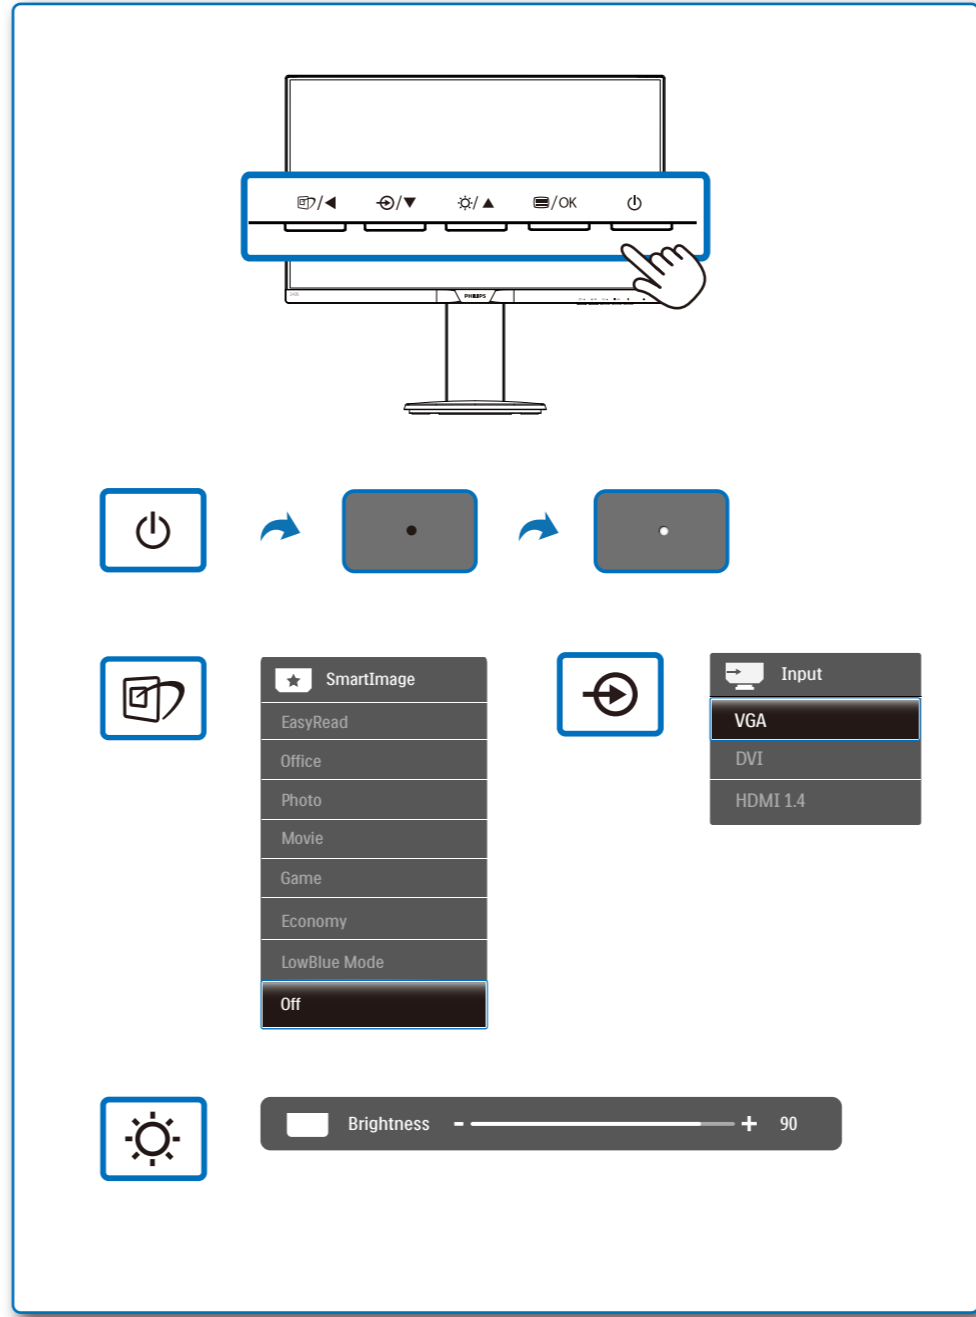 /◀ /▼ /▲ /OK
PHILIPS
SmartImage
EasyRead
Office
Photo
Movie
Game
Economy
LowBlue Mode
Off
Input
VGA
DVI
HDMI 1.4
Brightness - + 90